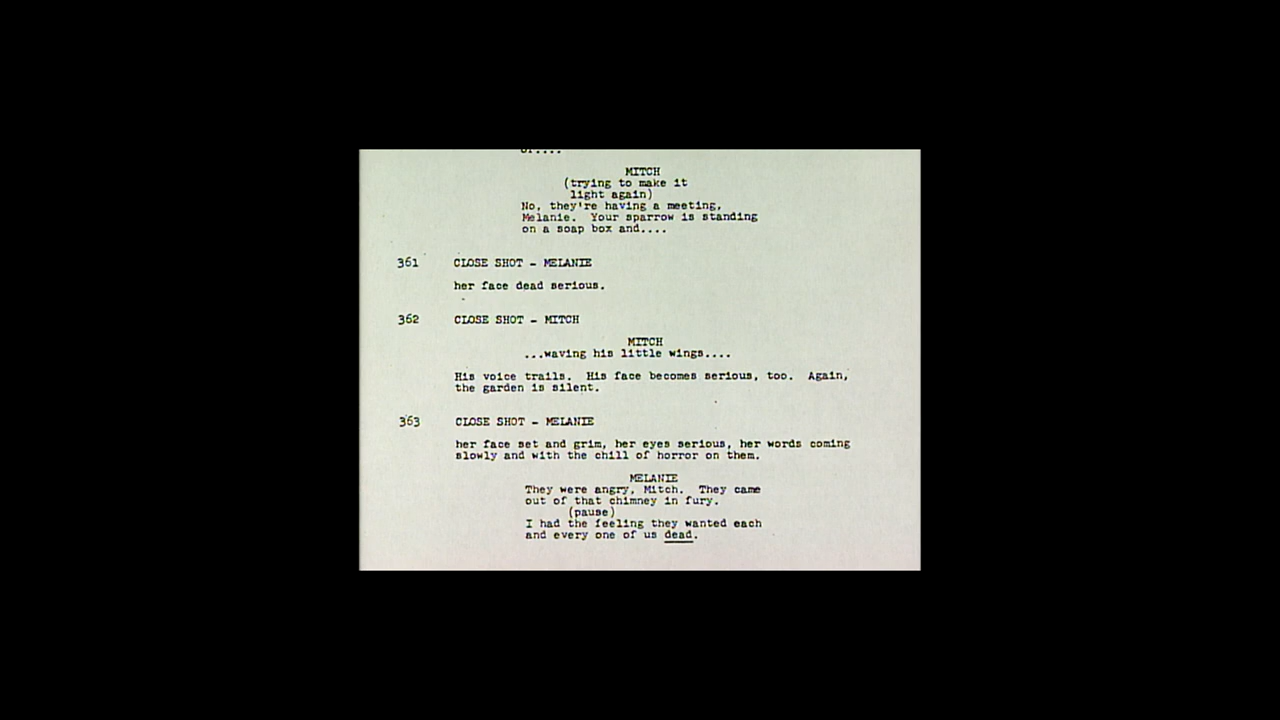 or....
MITCH
(trying to make it
light again)
No, they're having a meeting,
Melanie. Your sparrow is standing
on a soap box and....
361 CLOSE SHOT - MELANIE
her face dead serious.
362 CLOSE SHOT - MITCH
MITCH
...waving his little wings....
His voice trails. His face becomes serious, too. Again,
the garden is silent.
363 CLOSE SHOT - MELANIE
her face set and grim, her eyes serious, her words coming
slowly and with the chill of horror on them.
MELANIE
They were angry, Mitch. They came
out of that chimney in fury.
(pause)
I had the feeling they wanted each
and every one of us dead.